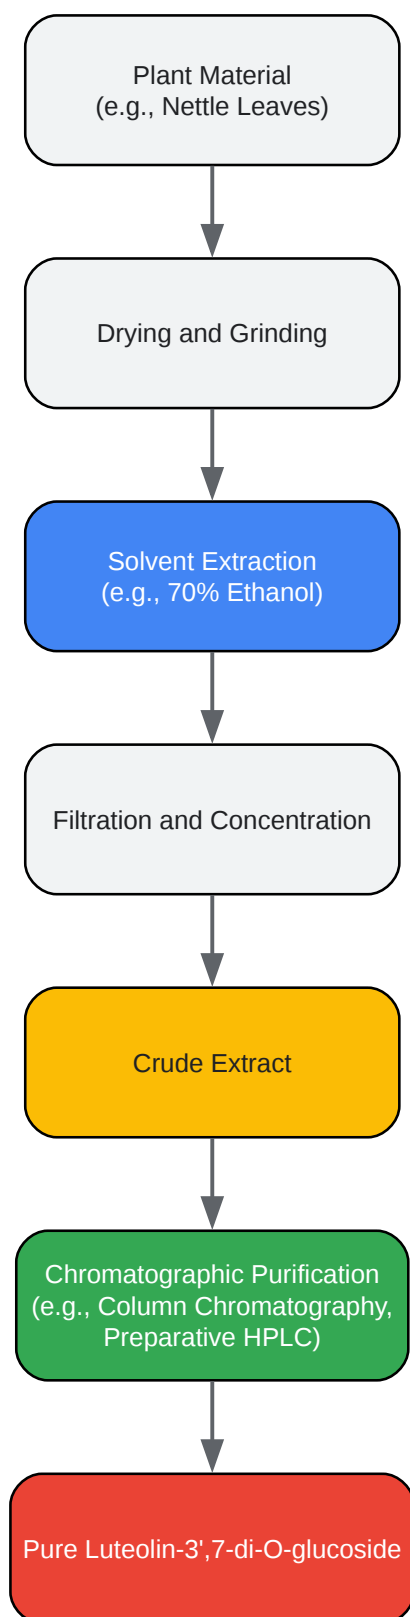 Plant Material
(e.g., Nettle Leaves)
Drying and Grinding
Solvent Extraction
(e.g., 70% Ethanol)
Filtration and Concentration
Crude Extract
Chromatographic Purification
(e.g., Column Chromatography,
Preparative HPLC)
Pure Luteolin-3',7-di-O-glucoside